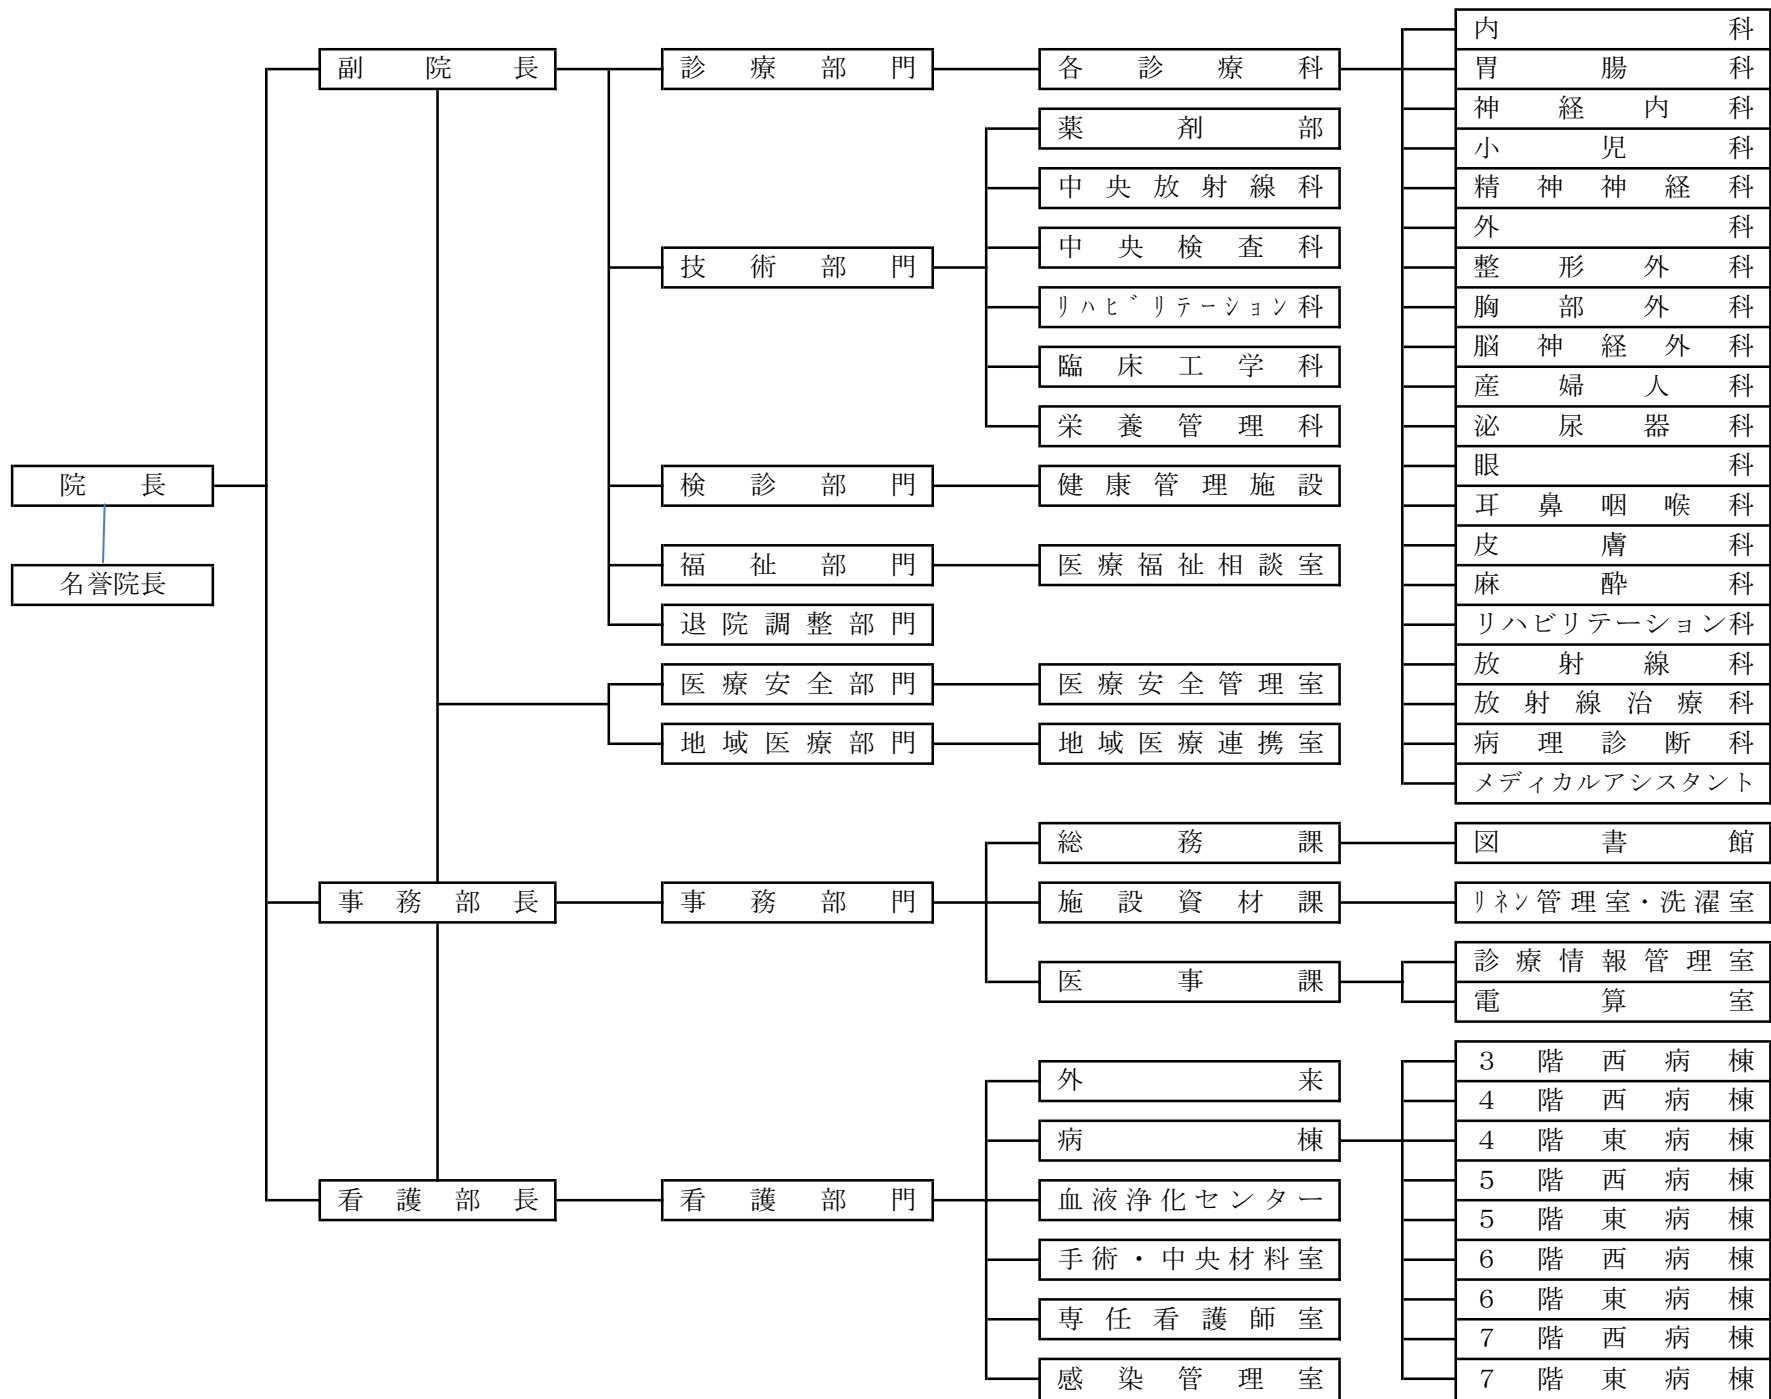 内科
副院長 診療部門 各診療科 胃腸科
神経内科
薬剤部
小児科
中央放射線科 精神神経科
外科
中央検査科
技術部門 整形外科
リハビリテーション科 胸部外科
脳神経外科
臨床工学科
産婦人科
栄養管理科 泌尿器科
眼科
院長 検診部門 健康管理施設
耳鼻咽喉科
皮膚科
福祉部門 医療福祉相談室
名誉院長 麻酔科
退院調整部門 リハビリテーション科
放射線科
医療安全部門 医療安全管理室
放射線治療科
地域医療部門 地域医療連携室 病理診断科
メディカルアシスタント
総務課 図書館
事務部長 事務部門 施設資材課 リネン管理室・洗濯室
診療情報管理室
医事課
電算室
3階西病棟
外来
4階西病棟
病棟 4階東病棟
5階西病棟
看護部長 看護部門 血液浄化センター
5階東病棟
手術・中央材料室 6階西病棟
6階東病棟
専任看護師室
7階西病棟
感染管理室 7階東病棟